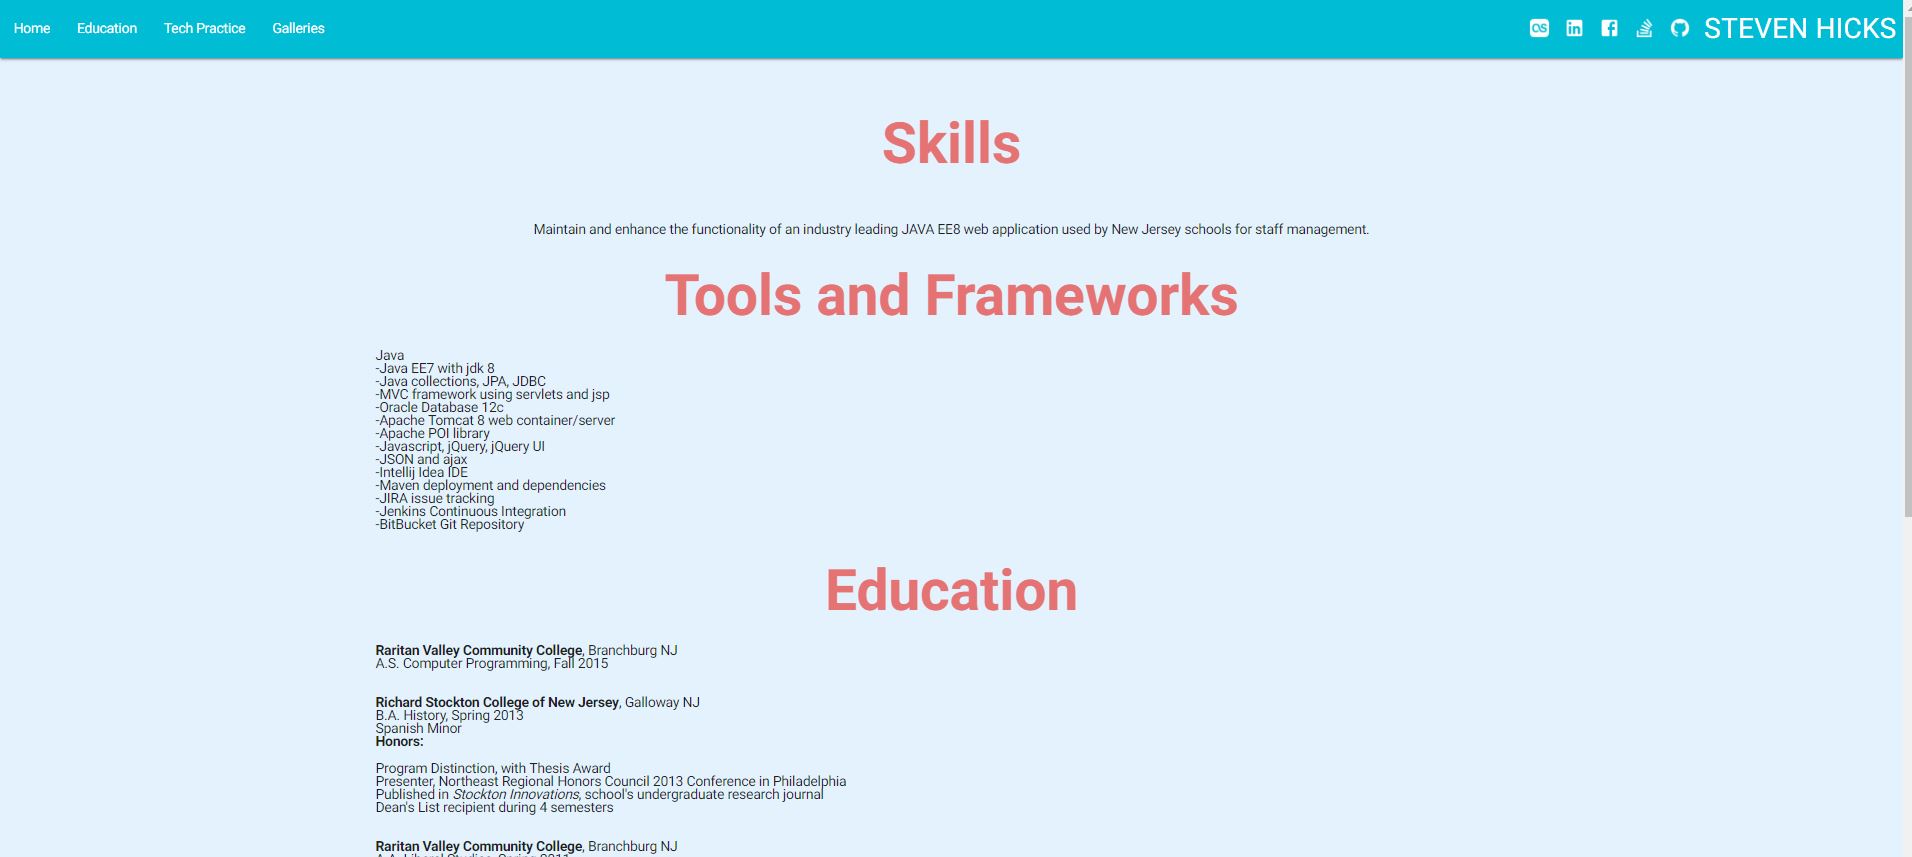 Home Education Tech Practice Galleries STEVEN HICKS
Skills
Maintain and enhance the functionality of an industry leading JAVA EE8 web application used by New Jersey schools for staff management.
Tools and Frameworks
Java
-Java EE7 with jdk 8
-Java collections, JPA, JDBC
-MVC framework using servlets and jsp
-Oracle Database 12c
-Apache Tomcat 8 web container/server
-Apache POI library
-Javascript, jQuery, jQuery UI
-JSON and ajax
-Intellij Idea IDE
-Maven deployment and dependencies
-JIRA issue tracking
-Jenkins Continuous Integration
-BitBucket Git Repository
Education
Raritan Valley Community College, Branchburg NJ
A.S. Computer Programming, Fall 2015
Richard Stockton College of New Jersey, Galloway NJ
B.A. History, Spring 2013
Spanish Minor
Honors:
Program Distinction, with Thesis Award
Presenter, Northeast Regional Honors Council 2013 Conference in Philadelphia
Published in Stockton Innovations, school's undergraduate research journal
Dean's List recipient during 4 semesters
Raritan Valley Community College, Branchburg NJ
A.A. Liberal Studies, Spring 2011